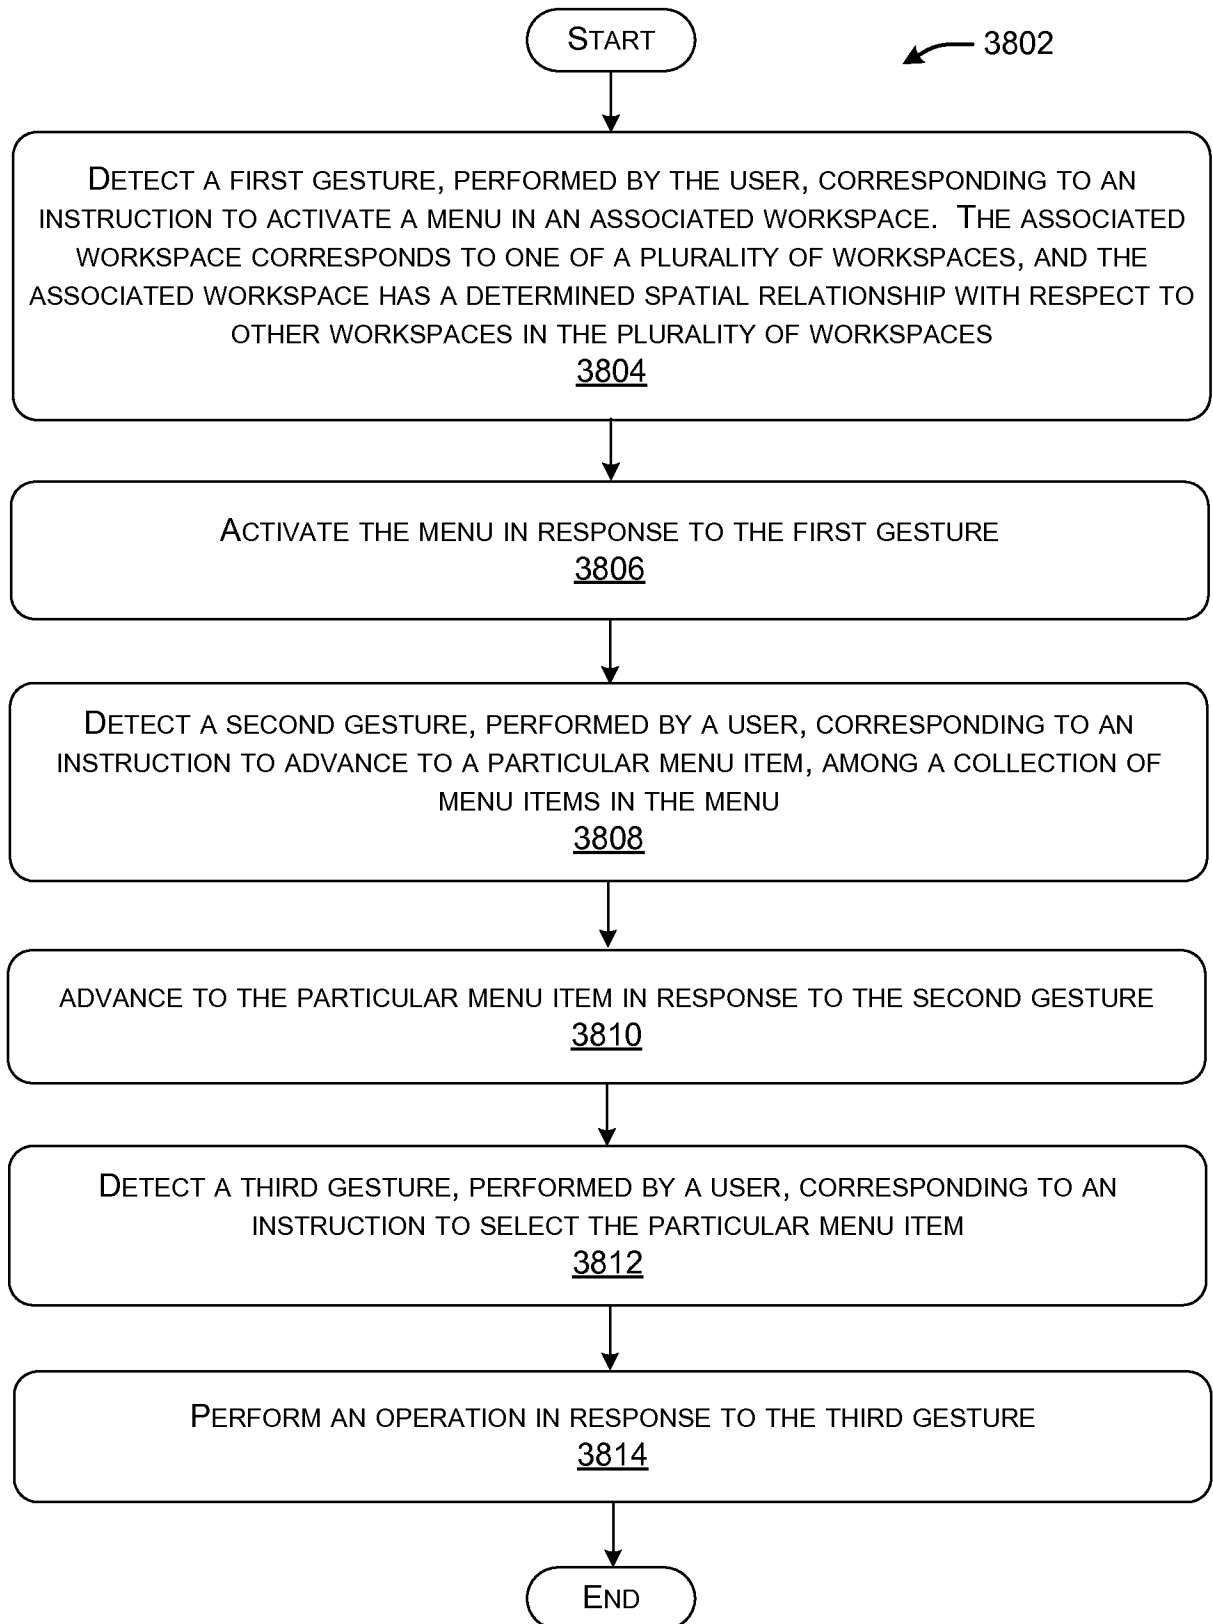 START
3802
DETECT A FIRST GESTURE, PERFORMED BY THE USER, CORRESPONDING TO AN
INSTRUCTION TO ACTIVATE A MENU IN AN ASSOCIATED WORKSPACE.  THE ASSOCIATED
WORKSPACE CORRESPONDS TO ONE OF A PLURALITY OF WORKSPACES, AND THE
ASSOCIATED WORKSPACE HAS A DETERMINED SPATIAL RELATIONSHIP WITH RESPECT TO
OTHER WORKSPACES IN THE PLURALITY OF WORKSPACES
3804
ACTIVATE THE MENU IN RESPONSE TO THE FIRST GESTURE
3806
DETECT A SECOND GESTURE, PERFORMED BY A USER, CORRESPONDING TO AN
INSTRUCTION TO ADVANCE TO A PARTICULAR MENU ITEM, AMONG A COLLECTION OF
MENU ITEMS IN THE MENU
3808
ADVANCE TO THE PARTICULAR MENU ITEM IN RESPONSE TO THE SECOND GESTURE
3810
DETECT A THIRD GESTURE, PERFORMED BY A USER, CORRESPONDING TO AN
INSTRUCTION TO SELECT THE PARTICULAR MENU ITEM
3812
PERFORM AN OPERATION IN RESPONSE TO THE THIRD GESTURE
3814
END